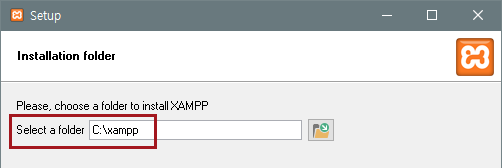 Setup
Installation folder
Please, choose a folder to install XAMPP
Select a folder C:\xampp